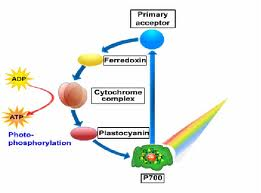 Primary
acceptor
Ferredoxin
ADP
Cytochrome
complex
ATP
Photo-
phosphorylation
Plastocyanin
P700